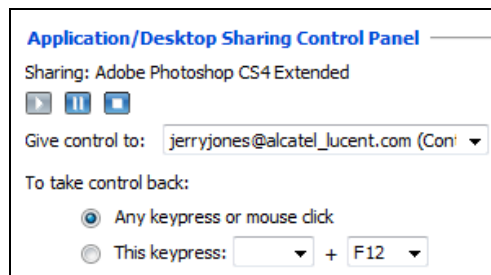 Application/Desktop Sharing Control Panel
Sharing: Adobe Photoshop CS4 Extended
Give control to: jerryjones@alcatel_lucent.com (Cont
To take control back:
Any keypress or mouse click
This keypress: + F12